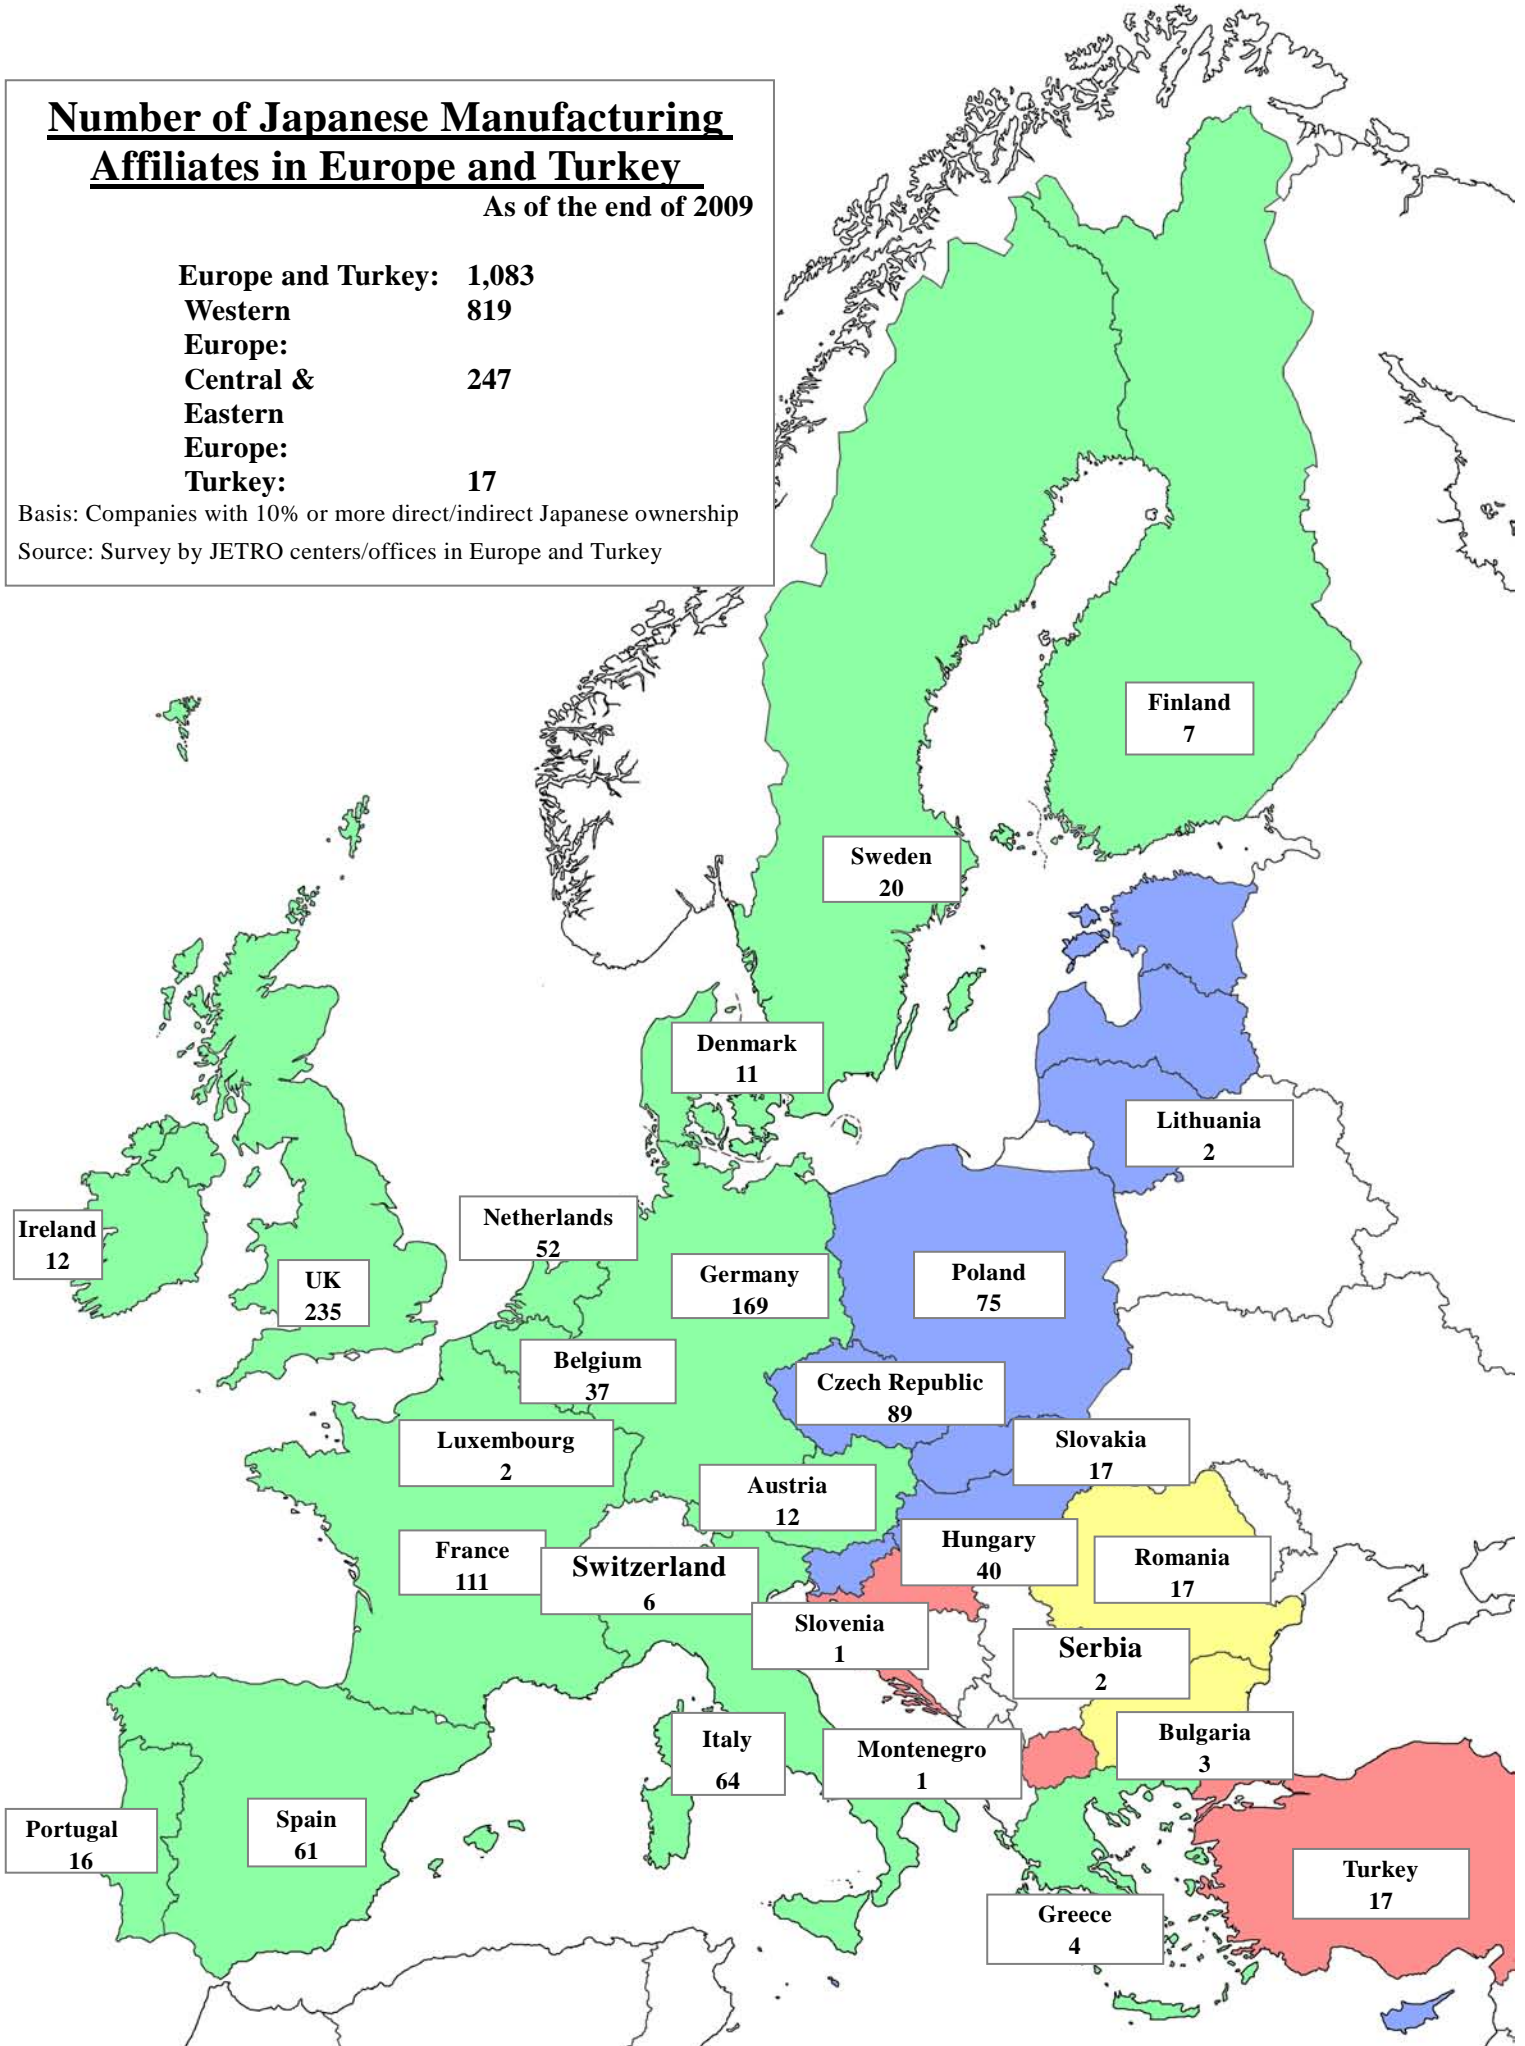 Number of Japanese Manufacturing
Affiliates in Europe and Turkey
As of the end of 2009
Europe and Turkey: 1,083
Western 819
Europe:
Central & 247
Eastern
Europe:
Turkey: 17
Basis: Companies with 10% or more direct/indirect Japanese ownership
Source: Survey by JETRO centers/offices in Europe and Turkey
Finland
7
Sweden
20
Denmark
11
Lithuania
2
Ireland
12
Netherlands
52
UK
235
Germany
169
Poland
75
Belgium
37
Czech Republic
89
Luxembourg
2
Slovakia
17
Austria
12
France
111
Switzerland
6
Hungary
40
Romania
17
Slovenia
1
Serbia
2
Italy
64
Montenegro
1
Bulgaria
3
Portugal
16
Spain
61
Turkey
17
Greece
4